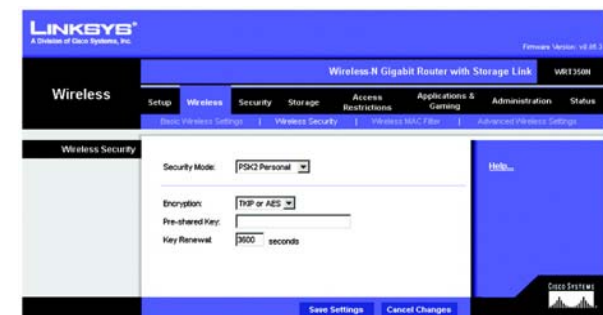 LINKSYS®
A Division of Cisco Systems, Inc.
Firmware Version: v0.05.3
Wireless-N Gigabit Router with Storage Link WRT350N
Wireless
Setup Wireless Security Storage Access Restrictions Applications & Gaming Administration Status
Basic Wireless Settings | Wireless Security | Wireless MAC Filter | Advanced Wireless Settings
Wireless Security
Security Mode: PSK2 Personal
Help...
Encryption: TKIP or AES
Pre-shared Key:
Key Renewal: 3600 seconds
CISCO SYSTEMS
Save Settings Cancel Changes